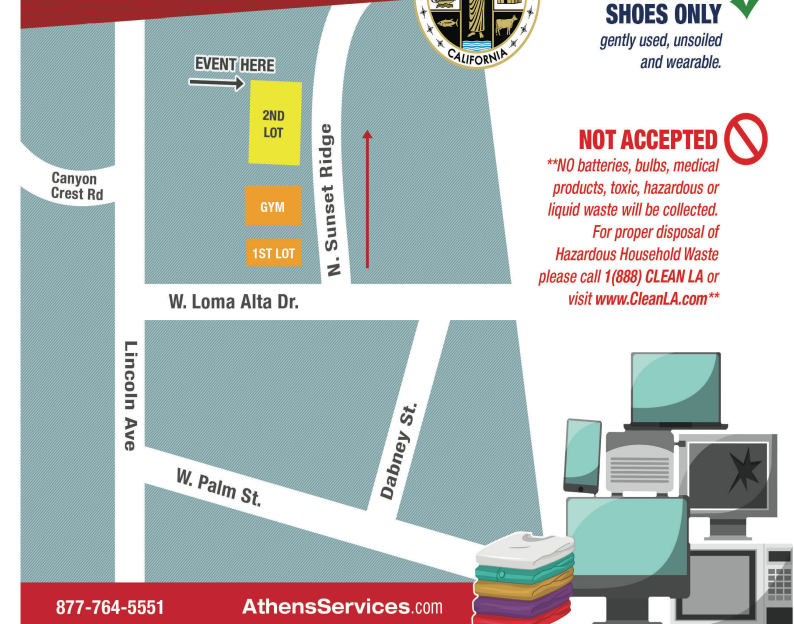 SHOES ONLY
gently used, unsoiled
and wearable.
CALIFORNIA
EVENT HERE
2ND
LOT
GYM
1ST LOT
Canyon
Crest Rd
N. Sunset Ridge
W. Loma Alta Dr.
Lincoln Ave
W. Palm St.
Dabney St.
NOT ACCEPTED
**NO batteries, bulbs, medical
products, toxic, hazardous or
liquid waste will be collected.
For proper disposal of
Hazardous Household Waste
please call 1(888) CLEAN LA or
visit www.CleanLA.com**
877-764-5551
AthensServices.com